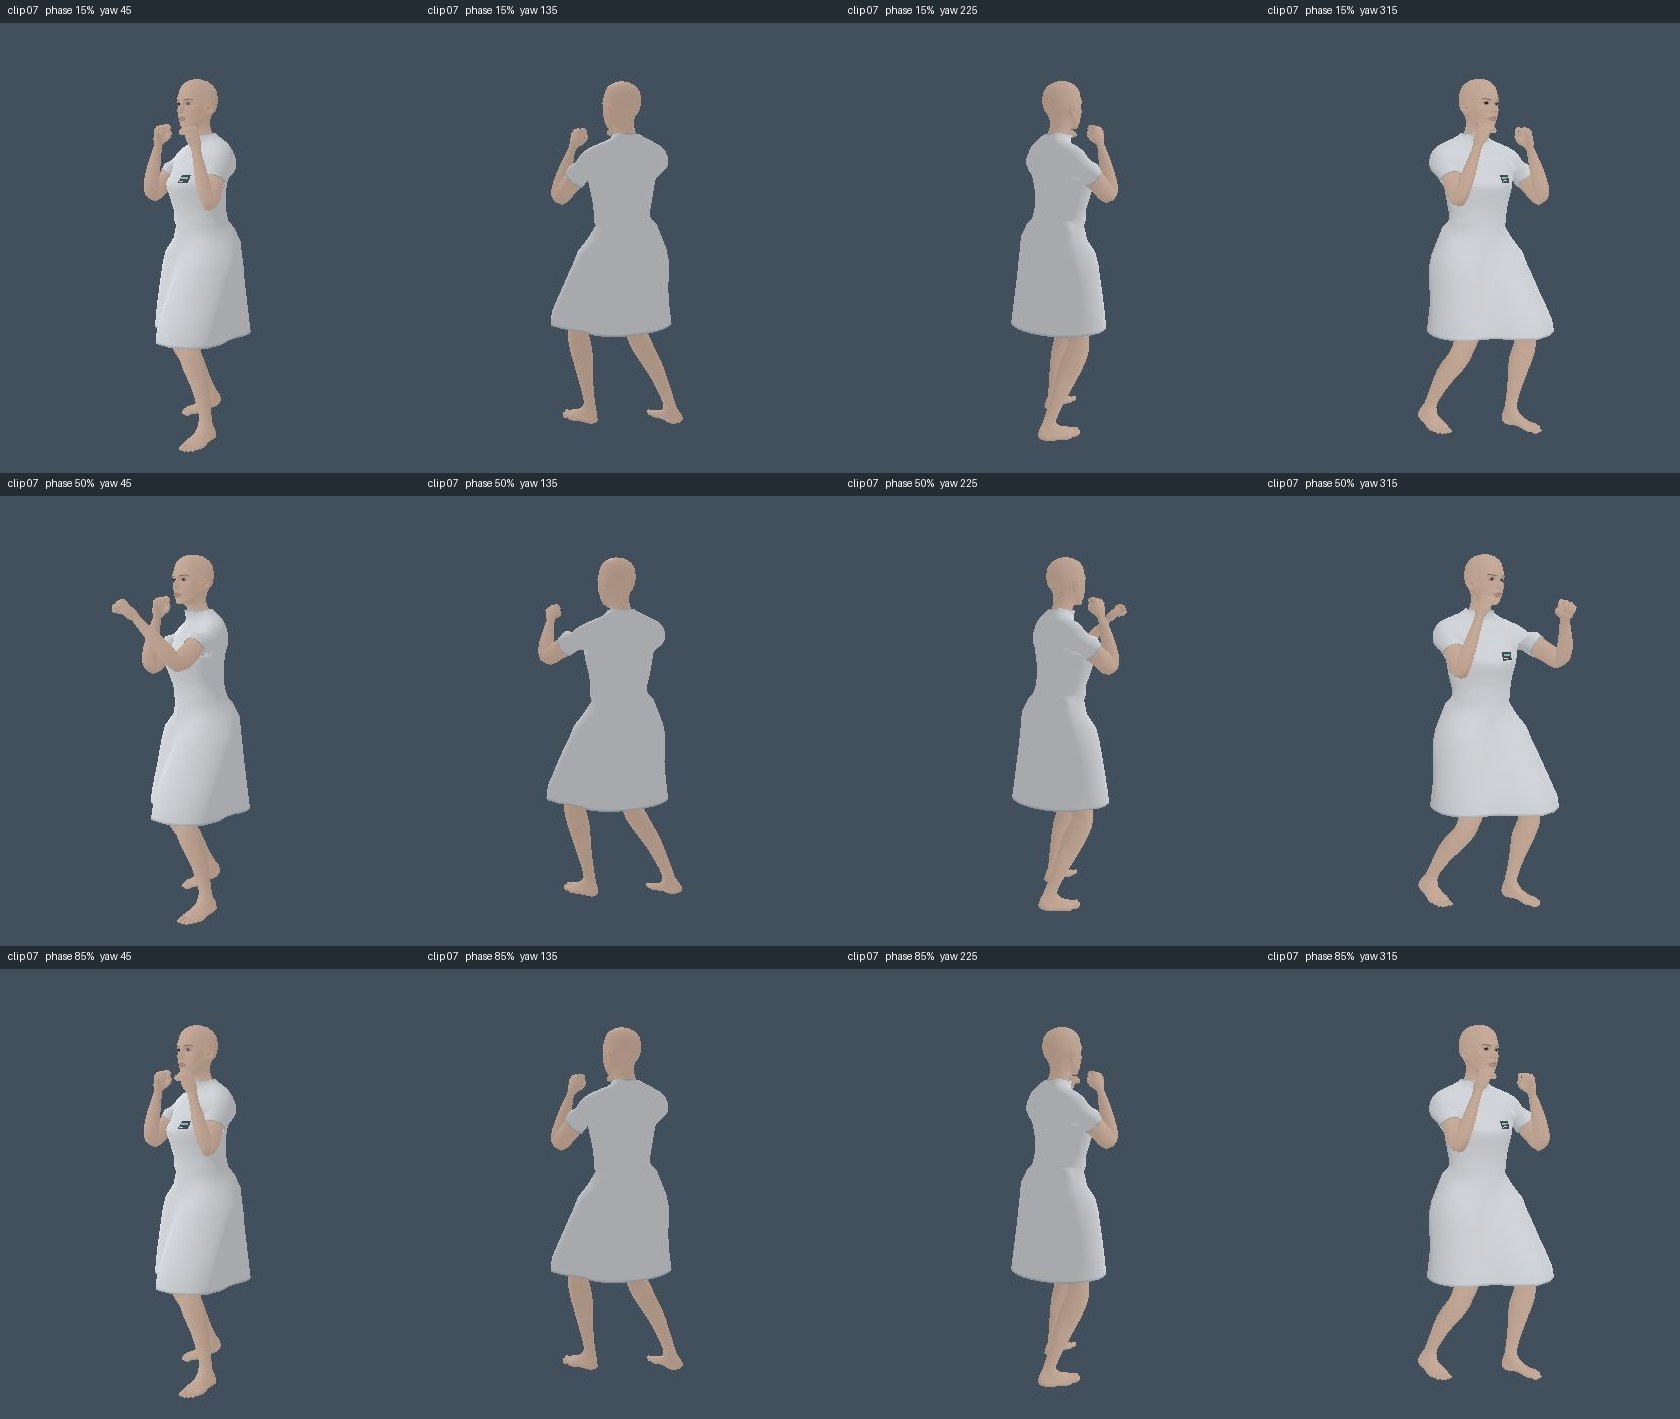 clip07 phase 15% yaw 45
clip07 phase 15% yaw 135
clip07 phase 15% yaw 225
clip07 phase 15% yaw 315
clip07 phase 50% yaw 45
clip07 phase 50% yaw 135
clip07 phase 50% yaw 225
clip07 phase 50% yaw 315
clip07 phase 85% yaw 45
clip07 phase 85% yaw 135
clip07 phase 85% yaw 225
clip07 phase 85% yaw 315